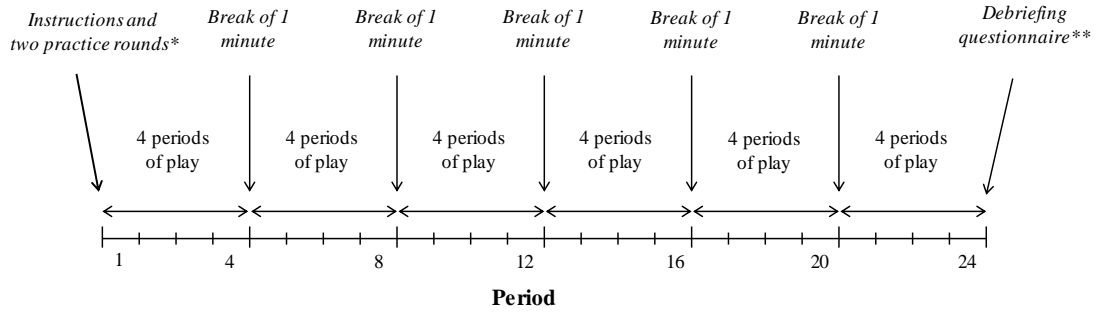 Instructions and
two practice rounds*
Break of 1
minute
Break of 1
minute
Break of 1
minute
Break of 1
minute
Break of 1
minute
Debriefing
questionnaire**
4 periods
of play
4 periods
of play
4 periods
of play
4 periods
of play
4 periods
of play
4 periods
of play
1 4 8 12 16 20 24
Period